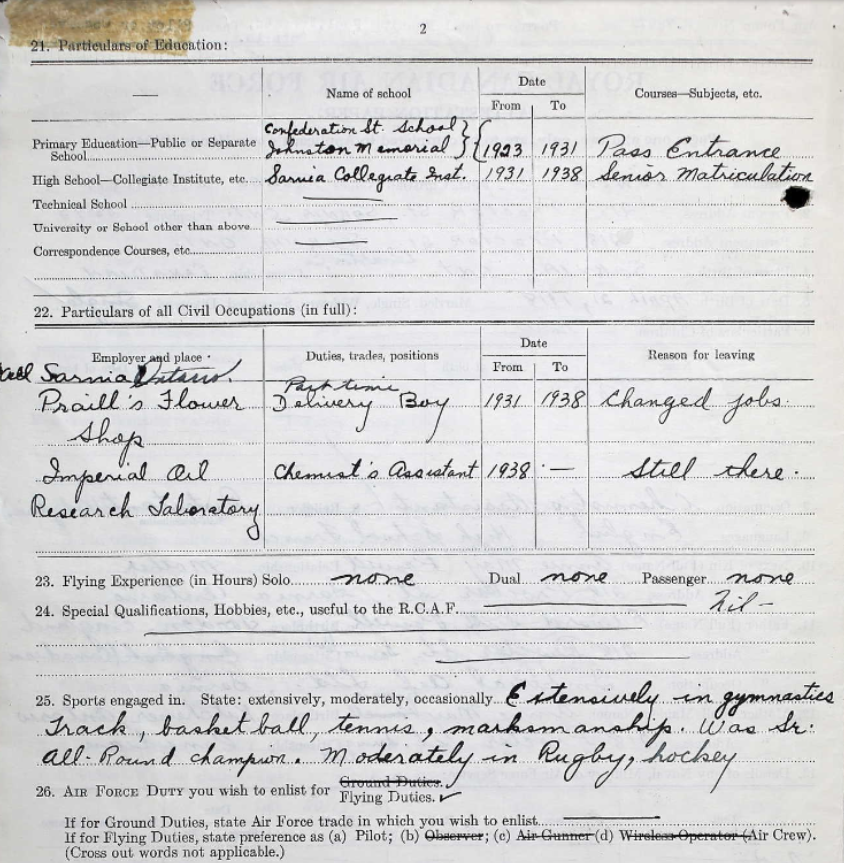 2
21. Particulars of Education:
Name of school
Date
From To
Courses—Subjects, etc.
Confederation St. School
Primary Education—Public or Separate School Johnston Memorial 1923 1931 Pass Entrance
High School—Collegiate Institute, etc. Sarnia Collegiate Inst. 1931 1938 Senior Matriculation
Technical School
University or School other than above
Correspondence Courses, etc.
22. Particulars of all Civil Occupations (in full):
Employer and place
Duties, trades, positions
Date
From To
Reason for leaving
all Sarnia Ontario.
Part time
Praill's Flower Delivery Boy 1931 1938 Changed jobs.
Shop
Imperial Oil Chemist's Assistant 1938 — Still there.
Research Laboratory
23. Flying Experience (in Hours) Solo none Dual none Passenger none
24. Special Qualifications, Hobbies, etc., useful to the R.C.A.F. Nil -
25. Sports engaged in. State: extensively, moderately, occasionally Extensively in gymnastics
Track, basketball, tennis, marksmanship. Was Sr.
All-Round champion. Moderately in Rugby, hockey
26. AIR FORCE DUTY you wish to enlist for Ground Duties.
Flying Duties. ✓
If for Ground Duties, state Air Force trade in which you wish to enlist
If for Flying Duties, state preference as (a) Pilot; (b) Observer; (c) Air Gunner (d) Wireless Operator (Air Crew).
(Cross out words not applicable.)